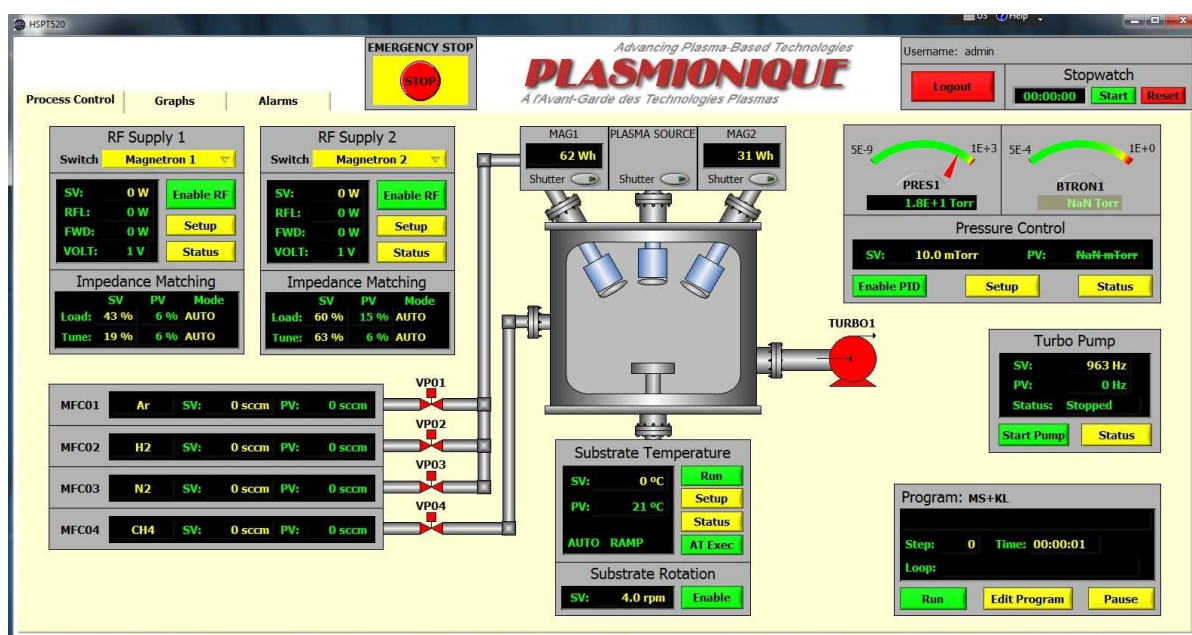 HSPT520
US Help
EMERGENCY STOP
STOP
Advancing Plasma-Based Technologies
PLASMIONIQUE
À l'Avant-Garde des Technologies Plasmas
Username: admin
Logout
Stopwatch
00:00:00 Start Reset
Process Control Graphs Alarms
RF Supply 1
Switch Magnetron 1
SV: 0 W Enable RF
RFL: 0 W
FWD: 0 W Setup
VOLT: 1 V Status
Impedance Matching
SV PV Mode
Load: 43 % 6 % AUTO
Tune: 19 % 6 % AUTO
RF Supply 2
Switch Magnetron 2
SV: 0 W Enable RF
RFL: 0 W
FWD: 0 W Setup
VOLT: 1 V Status
Impedance Matching
SV PV Mode
Load: 60 % 15 % AUTO
Tune: 63 % 6 % AUTO
MAG1 PLASMA SOURCE MAG2
62 Wh 31 Wh
Shutter Shutter Shutter
5E-9 1E+3
PRES1
1.8E+1 Torr
5E-4 1E+0
BTRON1
NaN Torr
Pressure Control
SV: 10.0 mTorr PV: NaN mTorr
Enable PID Setup Status
TURBO1
Turbo Pump
SV: 963 Hz
PV: 0 Hz
Status: Stopped
Start Pump Status
VP01
MFC01 Ar SV: 0 sccm PV: 0 sccm
VP02
MFC02 H2 SV: 0 sccm PV: 0 sccm
VP03
MFC03 N2 SV: 0 sccm PV: 0 sccm
VP04
MFC04 CH4 SV: 0 sccm PV: 0 sccm
Substrate Temperature
SV: 0 ºC Run
Setup
PV: 21 ºC
Status
AUTO RAMP AT Exec
Substrate Rotation
SV: 4.0 rpm Enable
Program: MS+KL
Step: 0 Time: 00:00:01
Loop:
Run Edit Program Pause